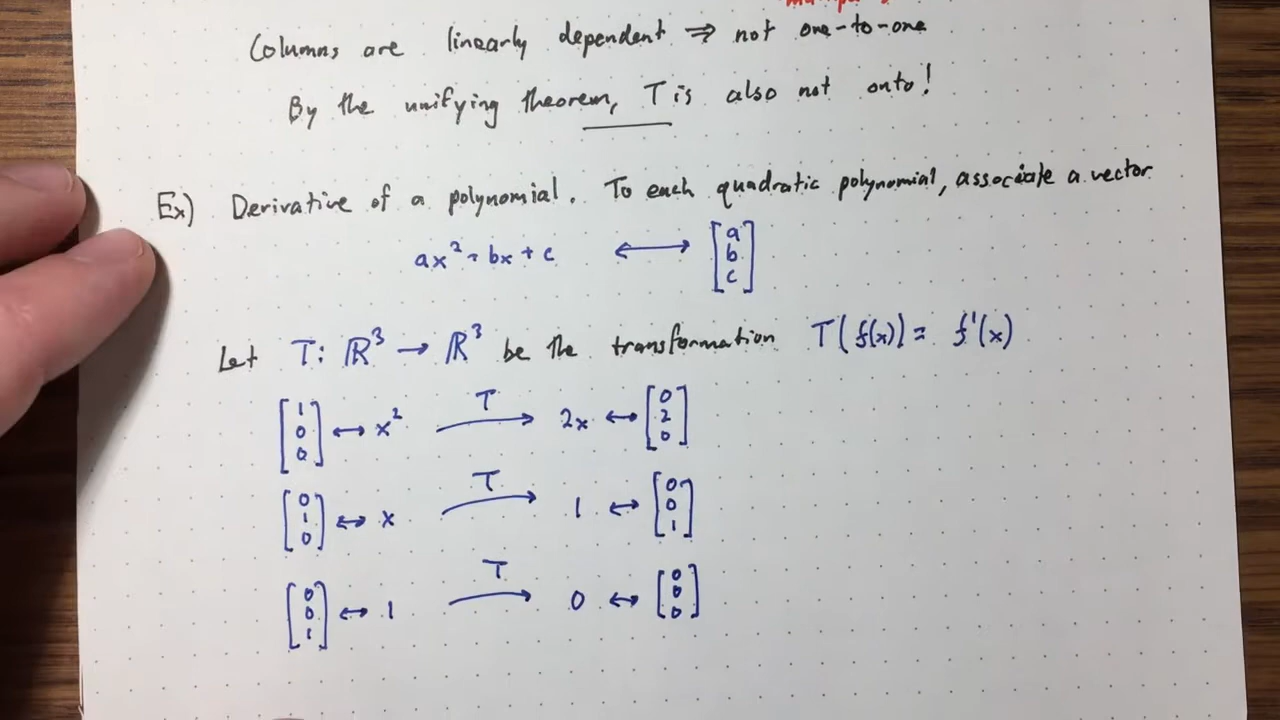 Columns are linearly dependent ⇒ not one-to-one
By the unifying theorem, T is also not onto!
Ex) Derivative of a polynomial. To each quadratic polynomial, associate a vector
ax² + bx + c ⟷ [a b c]
Let T: ℝ³ → ℝ³ be the transformation T(f(x)) = f'(x)
[1 0 0] ↔ x² T→ 2x ↔ [0 2 0]
[0 1 0] ↔ x T→ 1 ↔ [0 0 1]
[0 0 1] ↔ 1 T→ 0 ↔ [0 0 0]